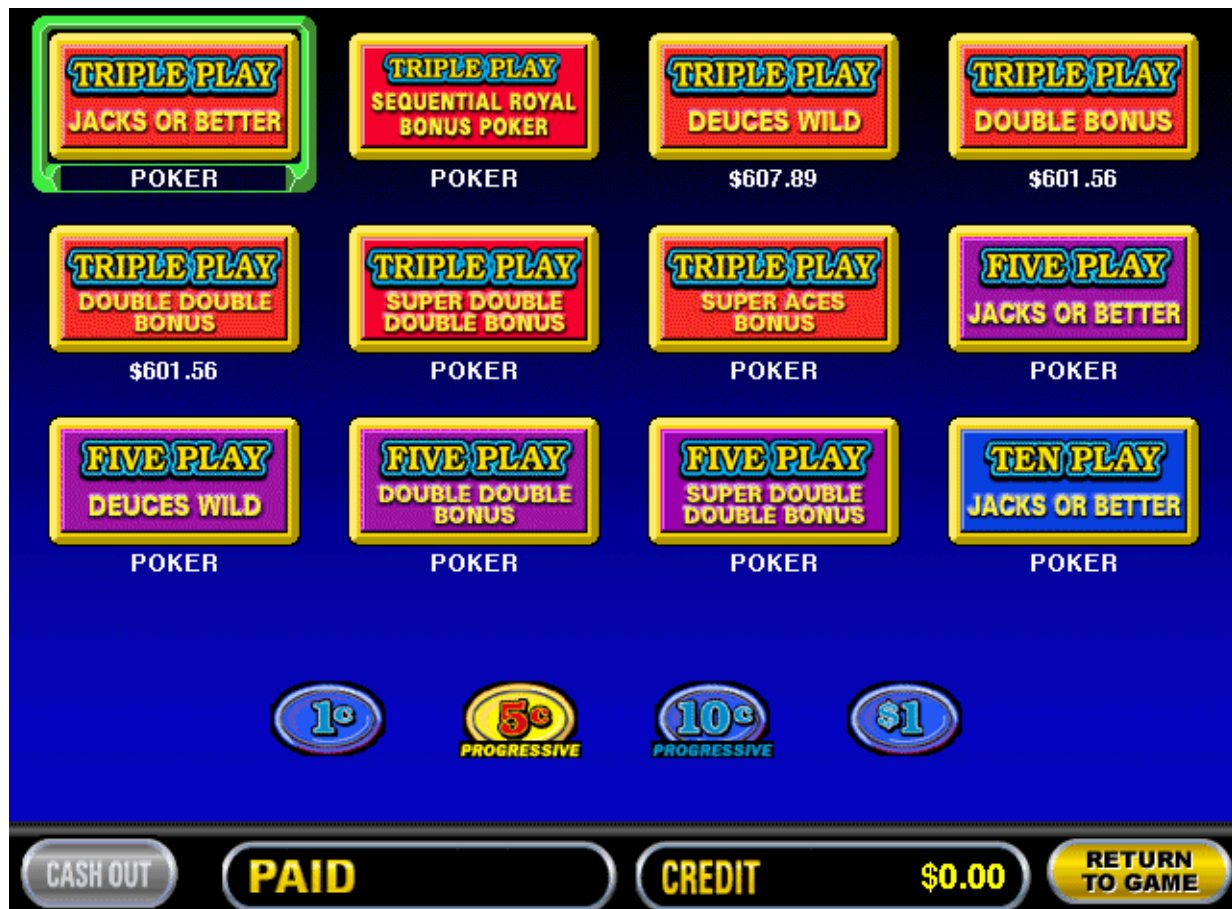 TRIPLE PLAY
JACKS OR BETTER
POKER
TRIPLE PLAY
SEQUENTIAL ROYAL
BONUS POKER
POKER
TRIPLE PLAY
DEUCES WILD
$607.89
TRIPLE PLAY
DOUBLE BONUS
$601.56
TRIPLE PLAY
DOUBLE DOUBLE
BONUS
$601.56
TRIPLE PLAY
SUPER DOUBLE
DOUBLE BONUS
POKER
TRIPLE PLAY
SUPER ACES
BONUS
POKER
FIVE PLAY
JACKS OR BETTER
POKER
FIVE PLAY
DEUCES WILD
POKER
FIVE PLAY
DOUBLE DOUBLE
BONUS
POKER
FIVE PLAY
SUPER DOUBLE
DOUBLE BONUS
POKER
TEN PLAY
JACKS OR BETTER
POKER
1¢
5¢
PROGRESSIVE
10¢
PROGRESSIVE
$1
CASH OUT
PAID
CREDIT $0.00
RETURN
TO GAME